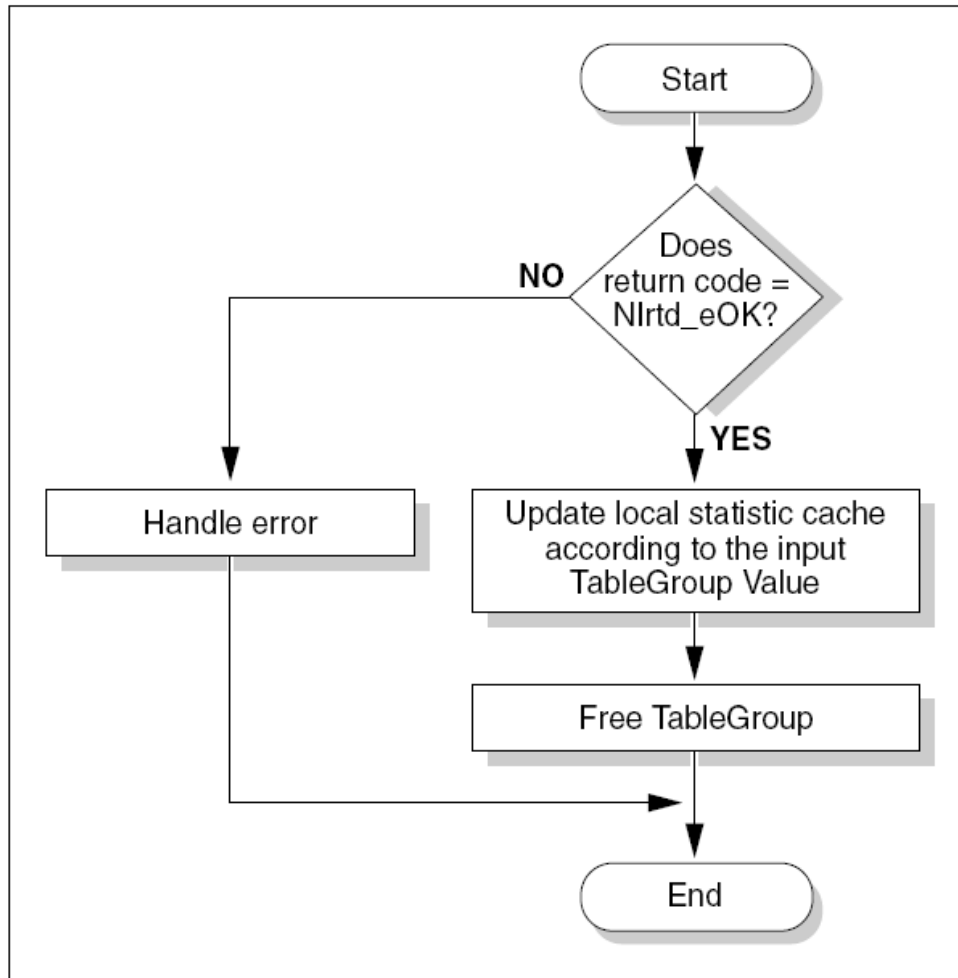 Start
Does
return code =
NIrtd_eOK?
NO
YES
Handle error
Update local statistic cache
according to the input
TableGroup Value
Free TableGroup
End